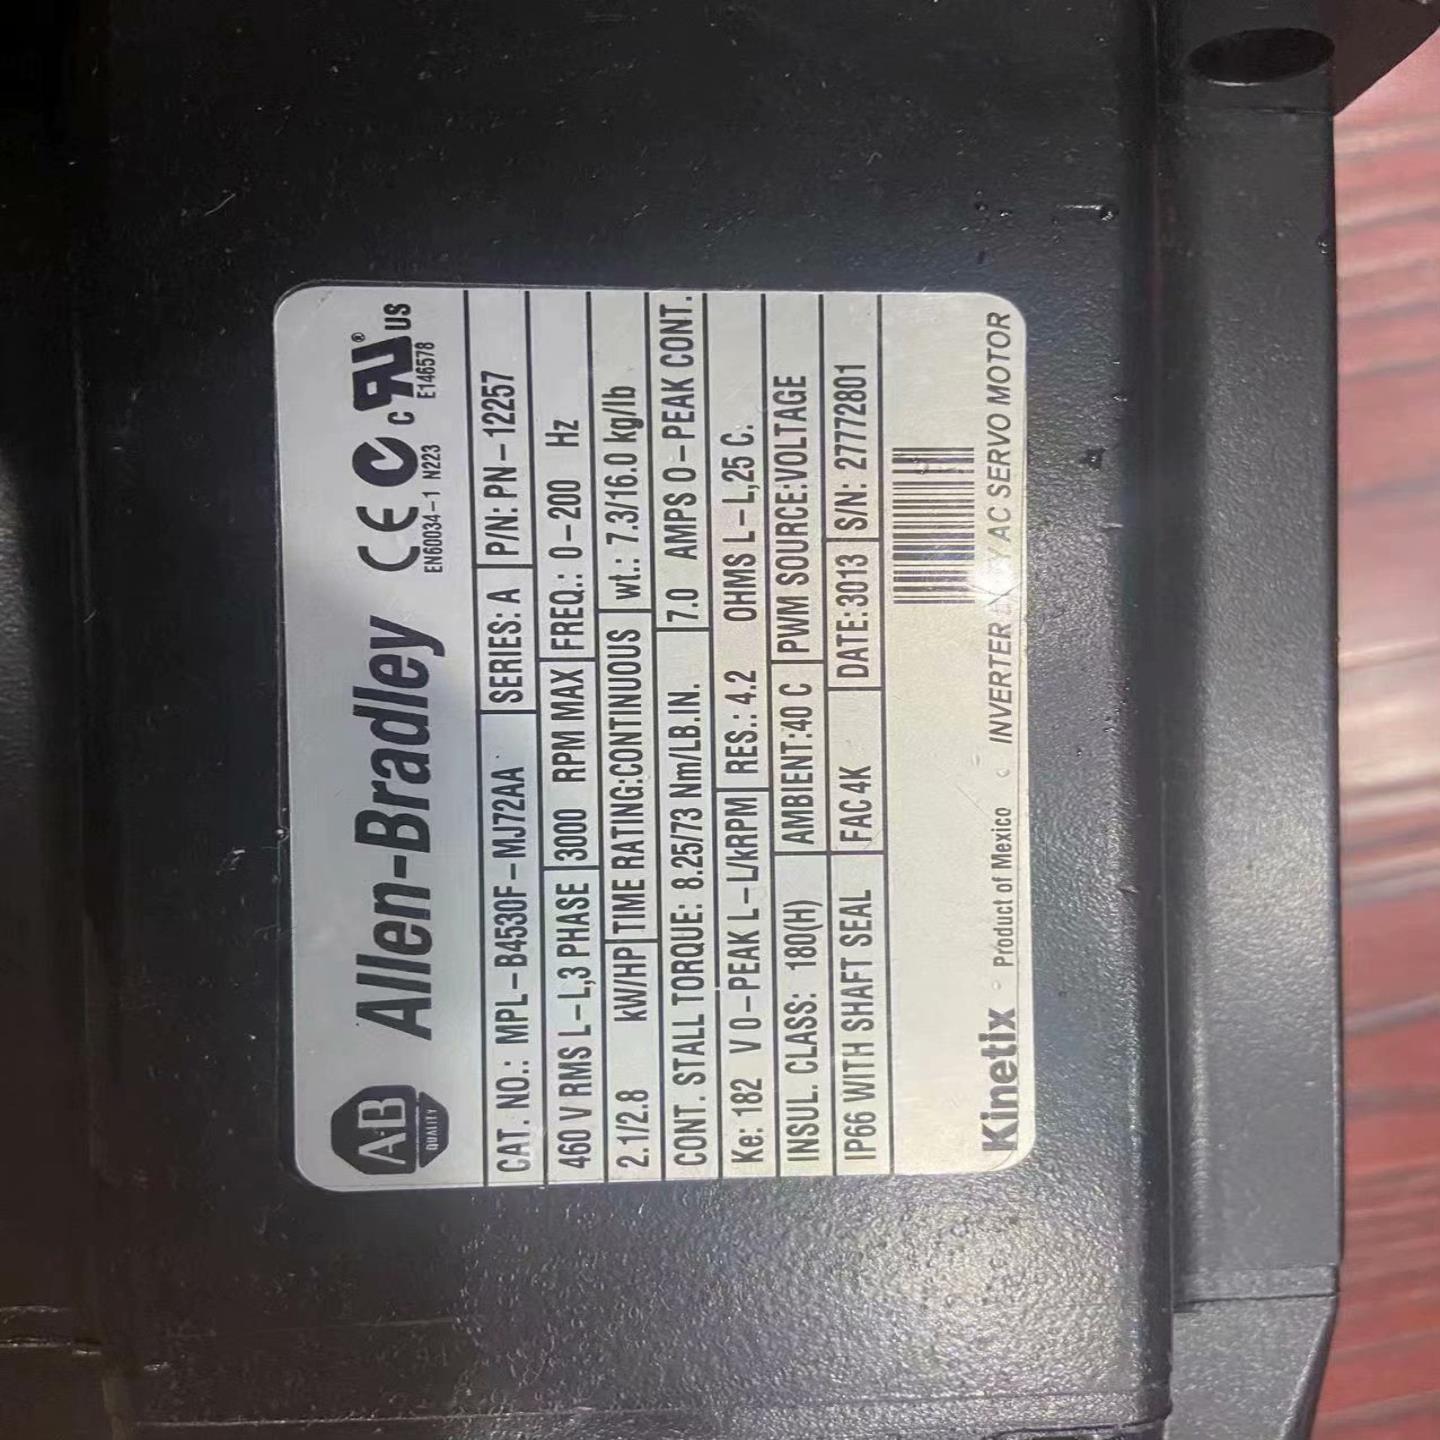 A-B
QUALITY
Allen-Bradley
EN60034-1 N223
c US
E146578
CAT. NO.: MPL-B4530F-MJ72AA SERIES: A P/N: PN-12257
460 V RMS L-L,3 PHASE 3000 RPM MAX FREQ.: 0-200 Hz
2.1/2.8 kW/HP TIME RATING:CONTINUOUS wt.: 7.3/16.0 kg/lb
CONT. STALL TORQUE: 8.25/73 Nm/LB.IN. 7.0 AMPS 0-PEAK CONT.
Ke: 182 V 0-PEAK L-L/kRPM RES.: 4.2 OHMS L-L,25 C.
INSUL. CLASS: 180(H) AMBIENT:40 C PWM SOURCE:VOLTAGE
IP66 WITH SHAFT SEAL FAC4K DATE:3013 S/N: 27772801
Kinetix Product of Mexico INVERTER AC SERVO MOTOR